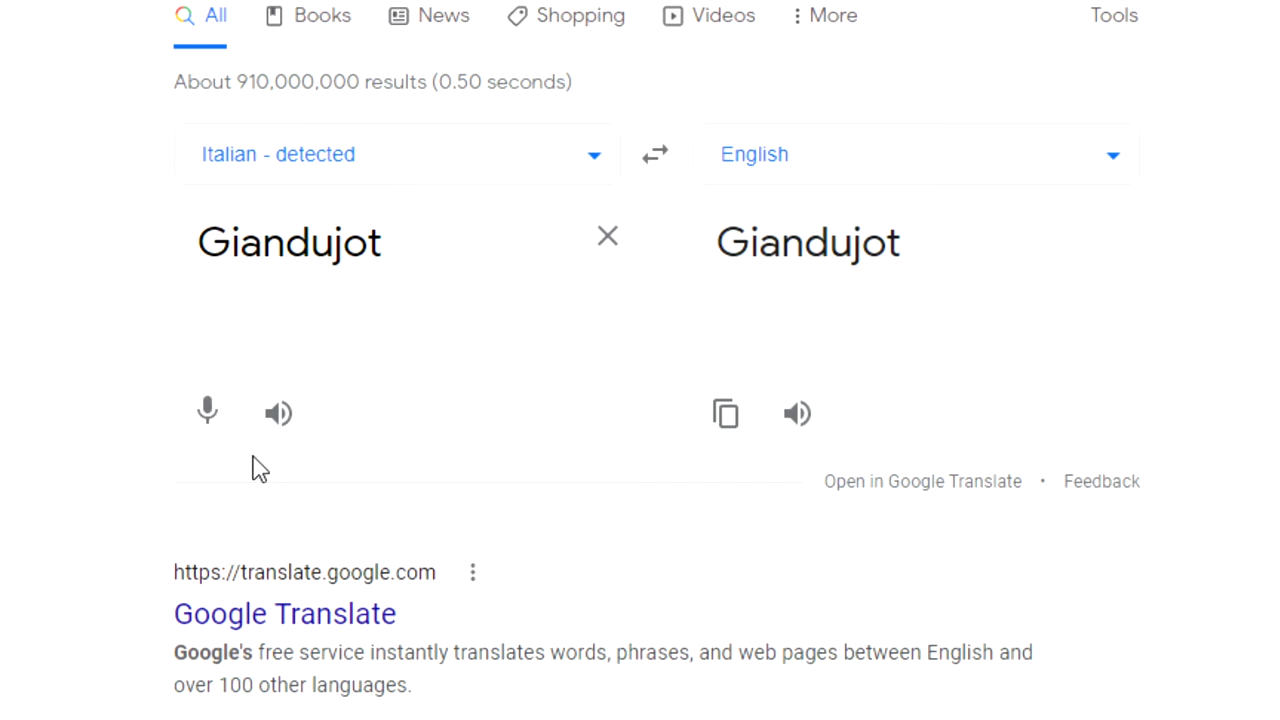 All Books News Shopping Videos More Tools
About 910,000,000 results (0.50 seconds)
Italian - detected English
Giandujot Giandujot
Open in Google Translate • Feedback
https://translate.google.com
Google Translate
Google's free service instantly translates words, phrases, and web pages between English and
over 100 other languages.